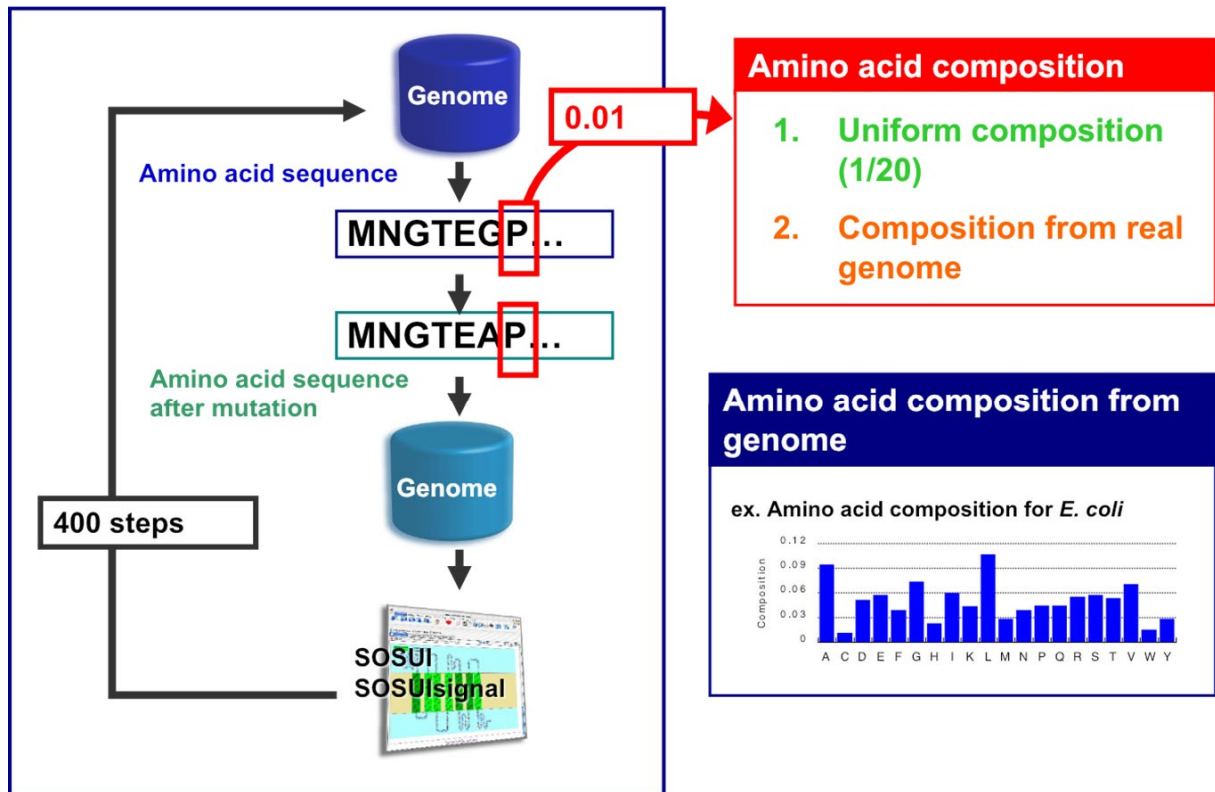 Genome
0.01
Amino acid sequence
MNGTEGP...
MNGTEAP...
Amino acid sequence
after mutation
Genome
400 steps
SOSUI
SOSUIsignal
Amino acid composition
1. Uniform composition
(1/20)
2. Composition from real
genome
Amino acid composition from
genome
ex. Amino acid composition for E. coli
Composition
0.12
0.09
0.06
0.03
0
A C D E F G H I K L M N P Q R S T V W Y